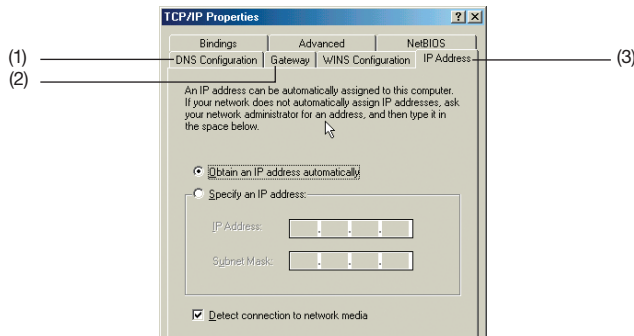 TCP/IP Properties
Bindings Advanced NetBIOS
(1) DNS Configuration Gateway WINS Configuration IP Address (3)
(2)
An IP address can be automatically assigned to this computer.
If your network does not automatically assign IP addresses, ask
your network administrator for an address, and then type it in
the space below.
Obtain an IP address automatically
Specify an IP address:
IP Address:
Subnet Mask:
Detect connection to network media